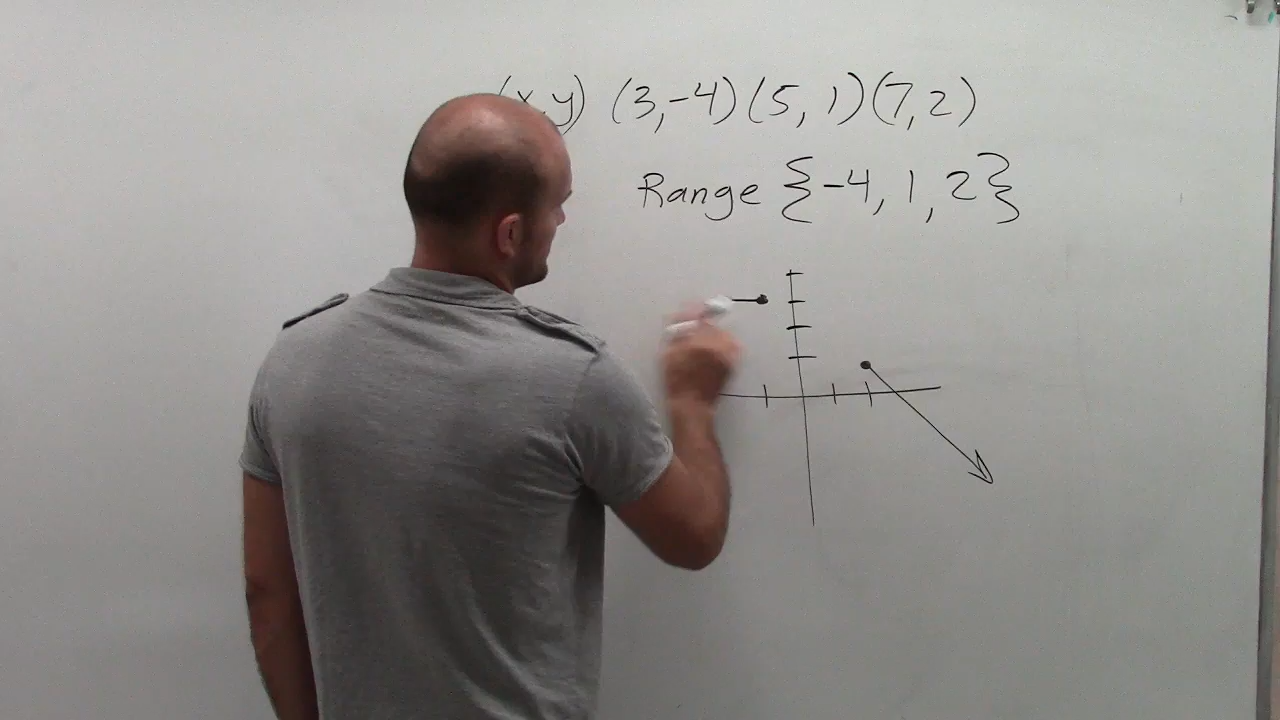 (x,y) (3,-4) (5,1) (7,2)
Range {-4, 1, 2}